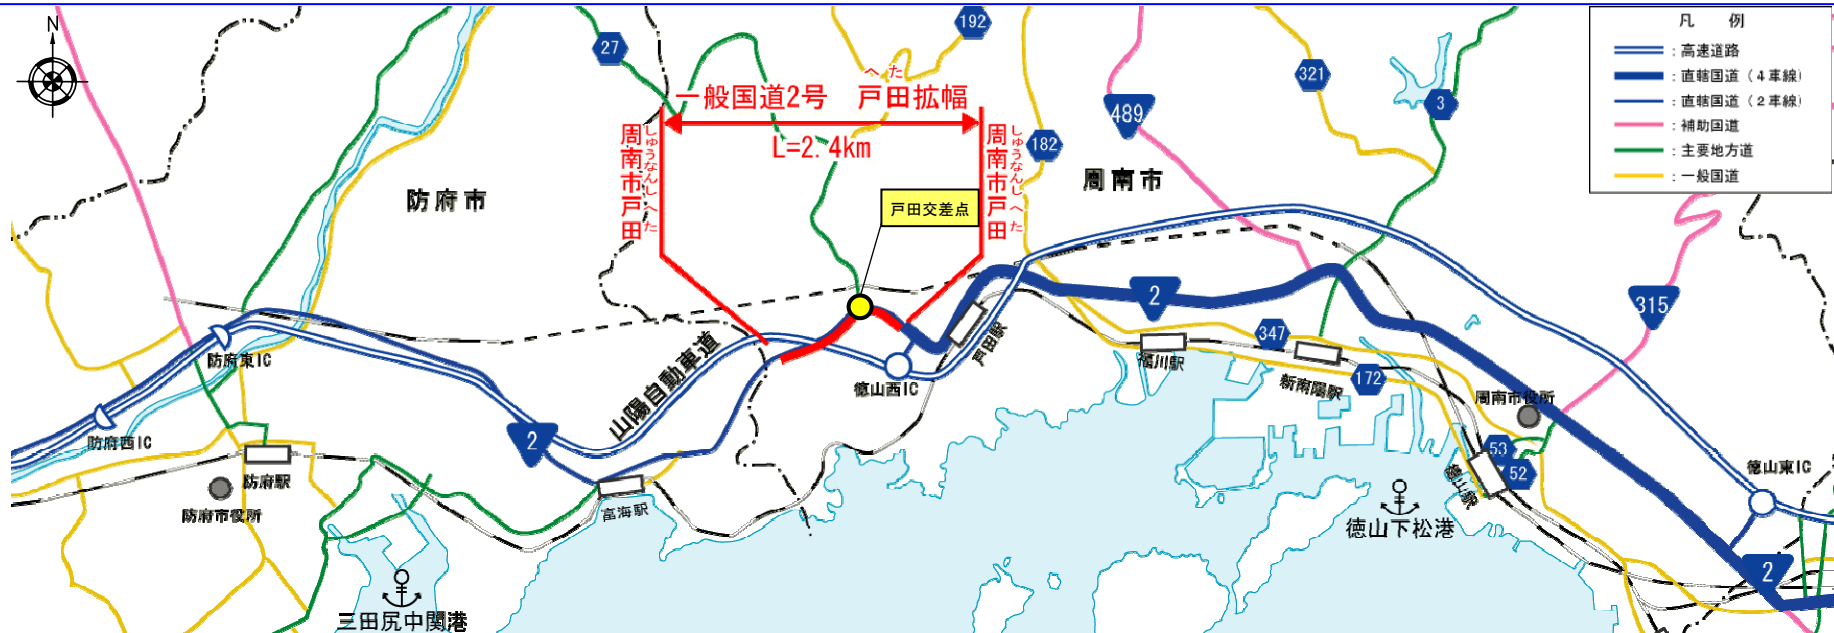 N
27
192
凡 例
：高速道路
：直轄国道（４車線）
：直轄国道（２車線）
：補助国道
：主要地方道
：一般国道
321
3
489
182
へた
一般国道2号 戸田拡幅
L=2.4km
周南市戸田
しゅうなんし へた
周南市戸田
しゅうなんし へた
防府市
周南市
戸田交差点
2
315
347
戸田駅
福川駅
新南陽駅
172
周南市役所
防府東IC
山陽自動車道
徳山西IC
防府西IC
2
53
52
徳山駅
徳山東IC
防府駅
防府市役所
富海駅
徳山下松港
2
三田尻中関港